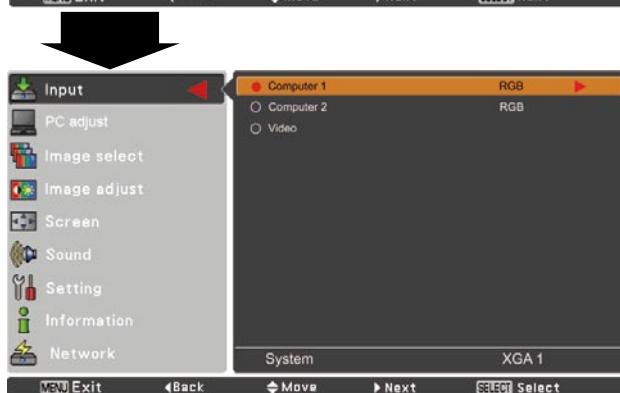 Input
Computer 1 RGB
Computer 2 RGB
Video
PC adjust
Image select
Image adjust
Screen
Sound
Setting
Information
Network
System XGA 1
MENU Exit Back Move Next SELECT Select